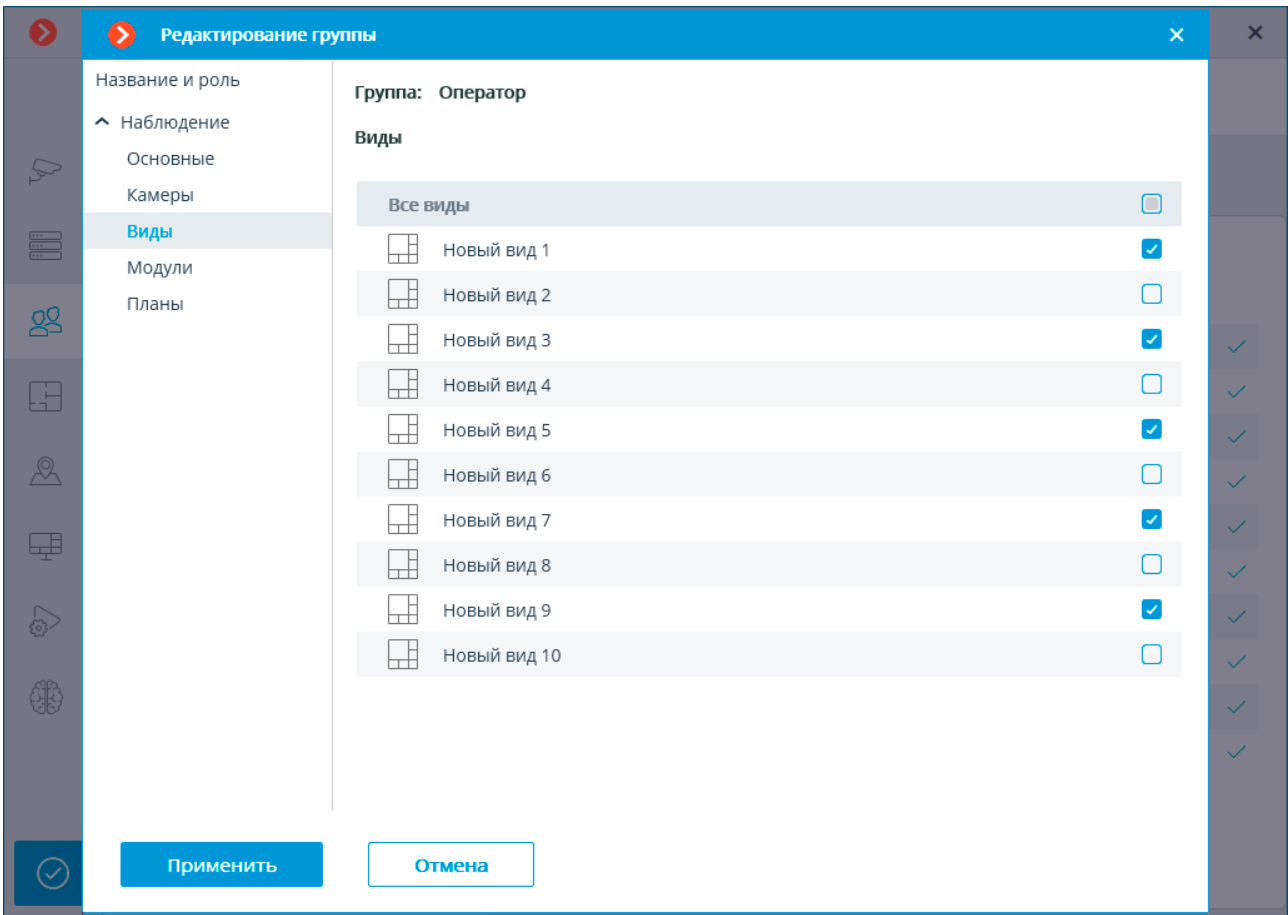 Редактирование группы
Название и роль
Наблюдение
Основные
Камеры
Виды
Модули
Планы
Группа: Оператор
Виды
Все виды
Новый вид 1
Новый вид 2
Новый вид 3
Новый вид 4
Новый вид 5
Новый вид 6
Новый вид 7
Новый вид 8
Новый вид 9
Новый вид 10
Применить
Отмена